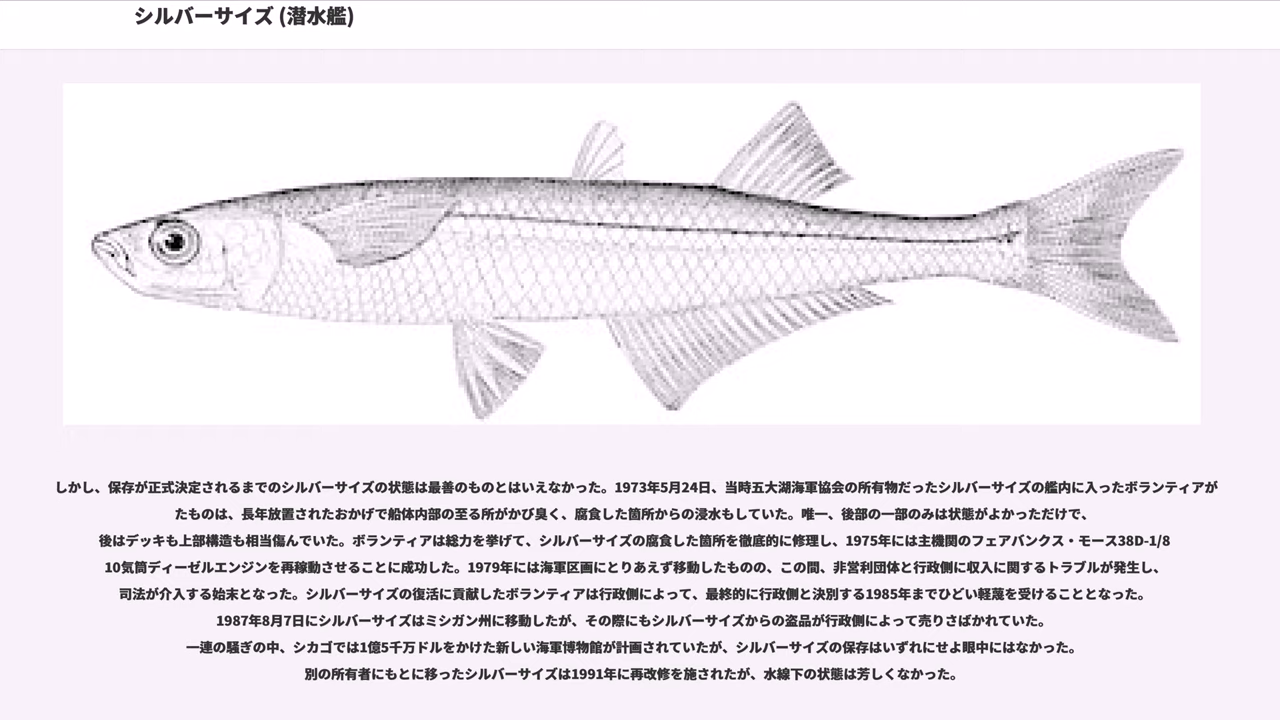 シルバーサイズ (潜水艦)
しかし、保存が正式決定されるまでのシルバーサイズの状態は最善のものとはいえなかった。1973年5月24日、当時五大湖海軍協会の所有物だったシルバーサイズの艦内に入ったボランティアが
たものは、長年放置されたおかげで船体内部の至る所がかび臭く、腐食した箇所からの浸水もしていた。唯一、後部の一部のみは状態がよかっただけで、
後はデッキも上部構造も相当傷んでいた。ボランティアは総力を挙げて、シルバーサイズの腐食した箇所を徹底的に修理し、1975年には主機関のフェアバンクス・モース38D-1/8
10気筒ディーゼルエンジンを再稼動させることに成功した。1979年には海軍区画にとりあえず移動したものの、この間、非営利団体と行政側に収入に関するトラブルが発生し、
司法が介入する始末となった。シルバーサイズの復活に貢献したボランティアは行政側によって、最終的に行政側と決別する1985年までひどい軽蔑を受けることとなった。
1987年8月7日にシルバーサイズはミシガン州に移動したが、その際にもシルバーサイズからの盗品が行政側によって売りさばかれていた。
一連の騒ぎの中、シカゴでは1億5千万ドルをかけた新しい海軍博物館が計画されていたが、シルバーサイズの保存はいずれにせよ眼中にはなかった。
別の所有者にもとに移ったシルバーサイズは1991年に再改修を施されたが、水線下の状態は芳しくなかった。